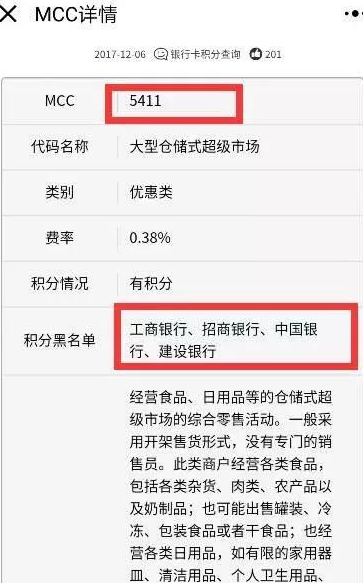 MCC详情
2017-12-06 银行卡积分查询 201
MCC 5411
代码名称 大型仓储式超级市场
类别 优惠类
费率 0.38%
积分情况 有积分
积分黑名单 工商银行、招商银行、中国银
行、建设银行
经营食品、日用品等的仓储式超
级市场的综合零售活动。一般采
用开架售货形式，没有专门的销
售员。此类商户经营各类食品，
包括各类杂货、肉类、农产品以
及奶制品；也可能出售罐装、冷
冻、包装食品或者干食品；也经
营各类日用品，如有限的家用器
皿、清洁用品、个人卫生用品、